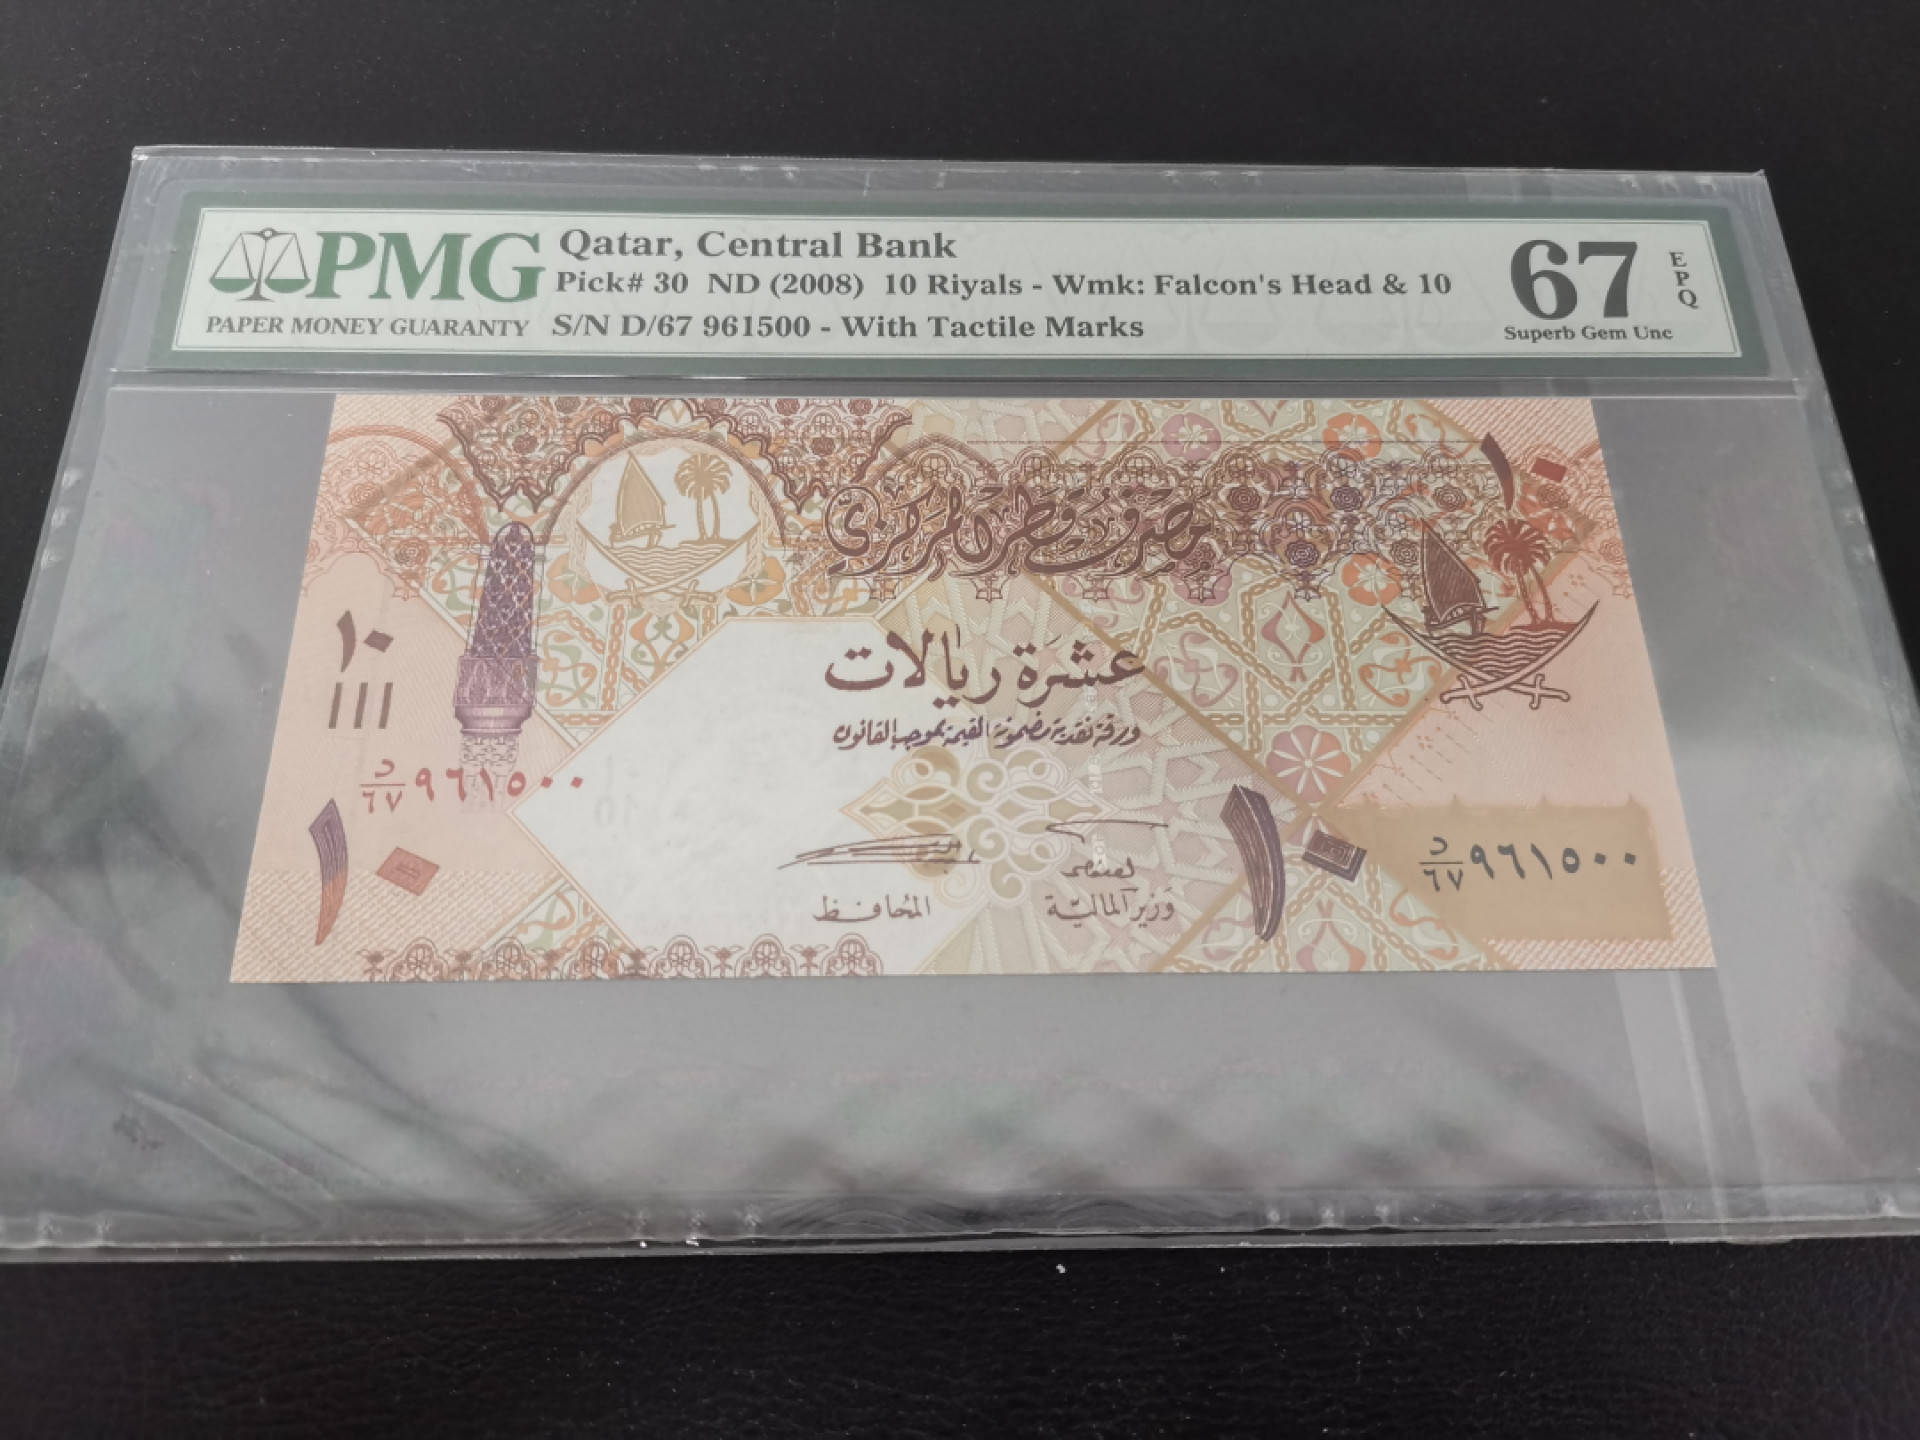 PMG
PAPER MONEY GUARANTY
Qatar, Central Bank
Pick# 30 ND (2008) 10 Riyals - Wmk: Falcon's Head & 10
S/N D/67 961500 - With Tactile Marks
67
EPQ
Superb Gem Unc
١٠
مصرف قطر المركزي
١٠
عشرة ريالات
ورقة نقدية مضمونة القيمة بموجب القانون
د/٦٧ ٩٦١٥٠٠
١٠
١٠
د/٦٧ ٩٦١٥٠٠
المحافظ
وزير المالية